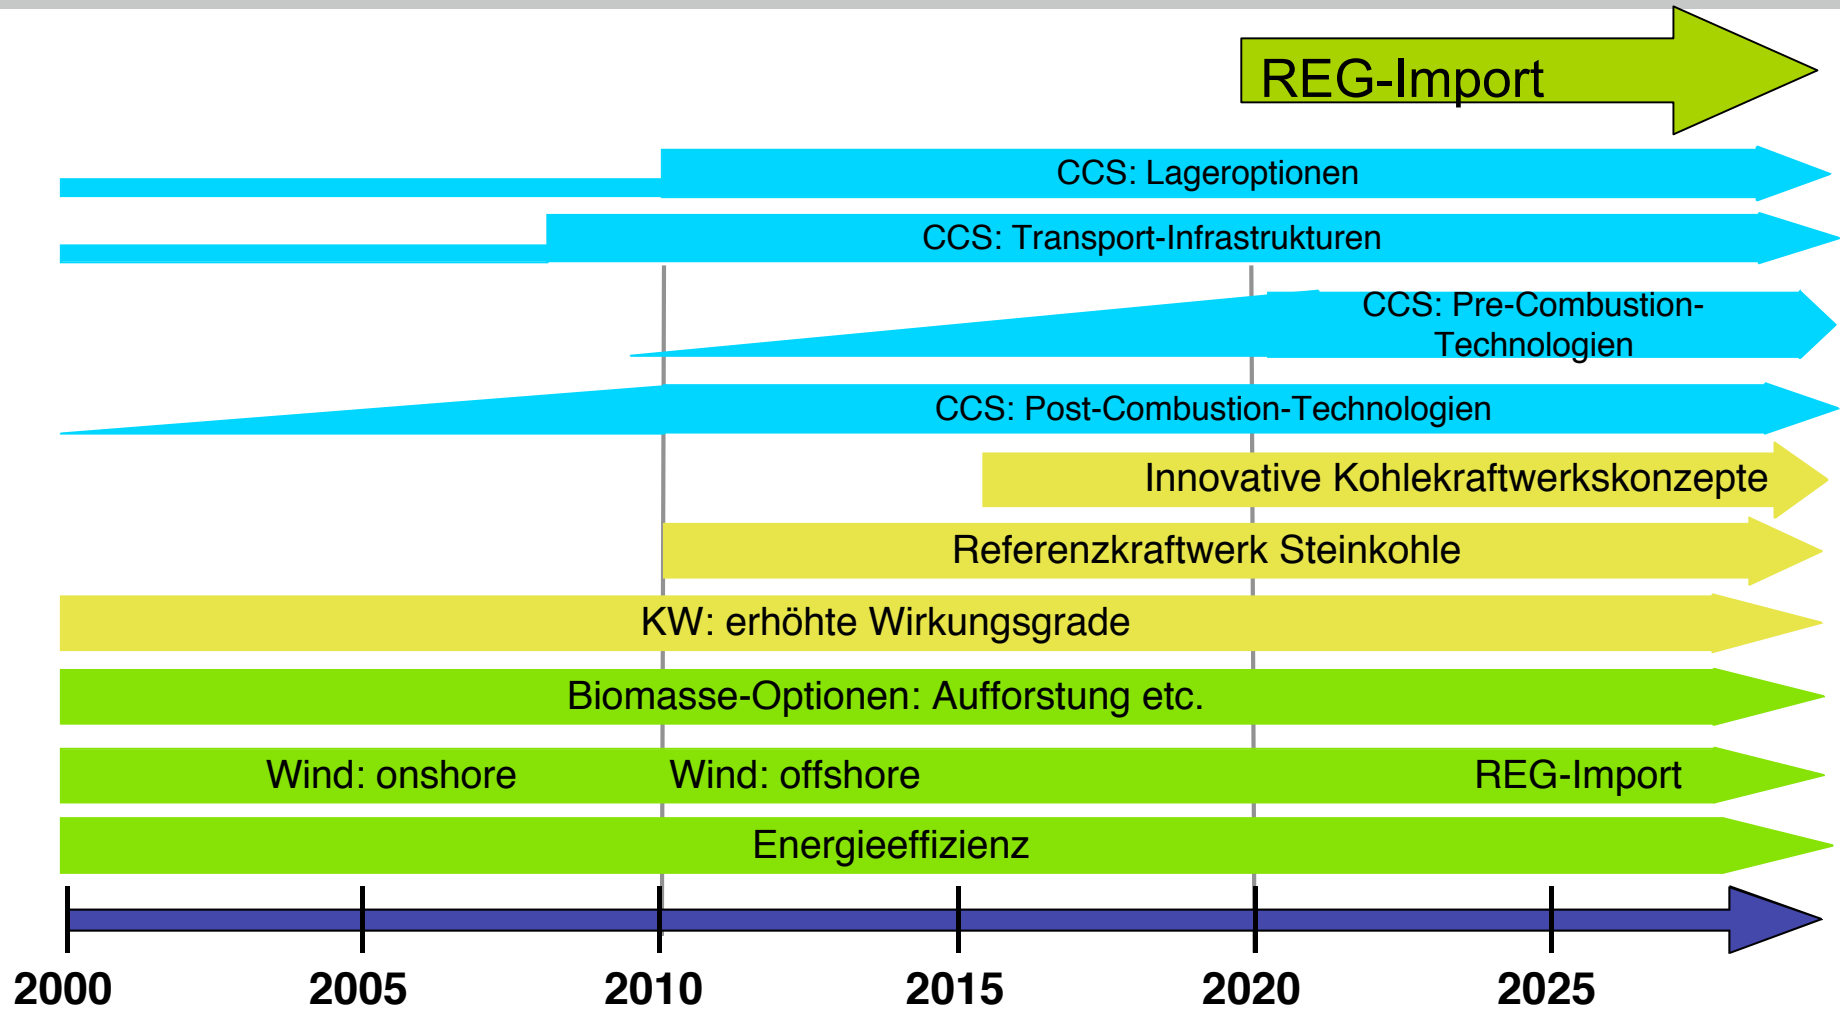 REG-Import
CCS: Lageroptionen
CCS: Transport-Infrastrukturen
CCS: Pre-Combustion-
Technologien
CCS: Post-Combustion-Technologien
Innovative Kohlekraftwerkskonzepte
Referenzkraftwerk Steinkohle
KW: erhöhte Wirkungsgrade
Biomasse-Optionen: Aufforstung etc.
Wind: onshore Wind: offshore REG-Import
Energieeffizienz
2000 2005 2010 2015 2020 2025